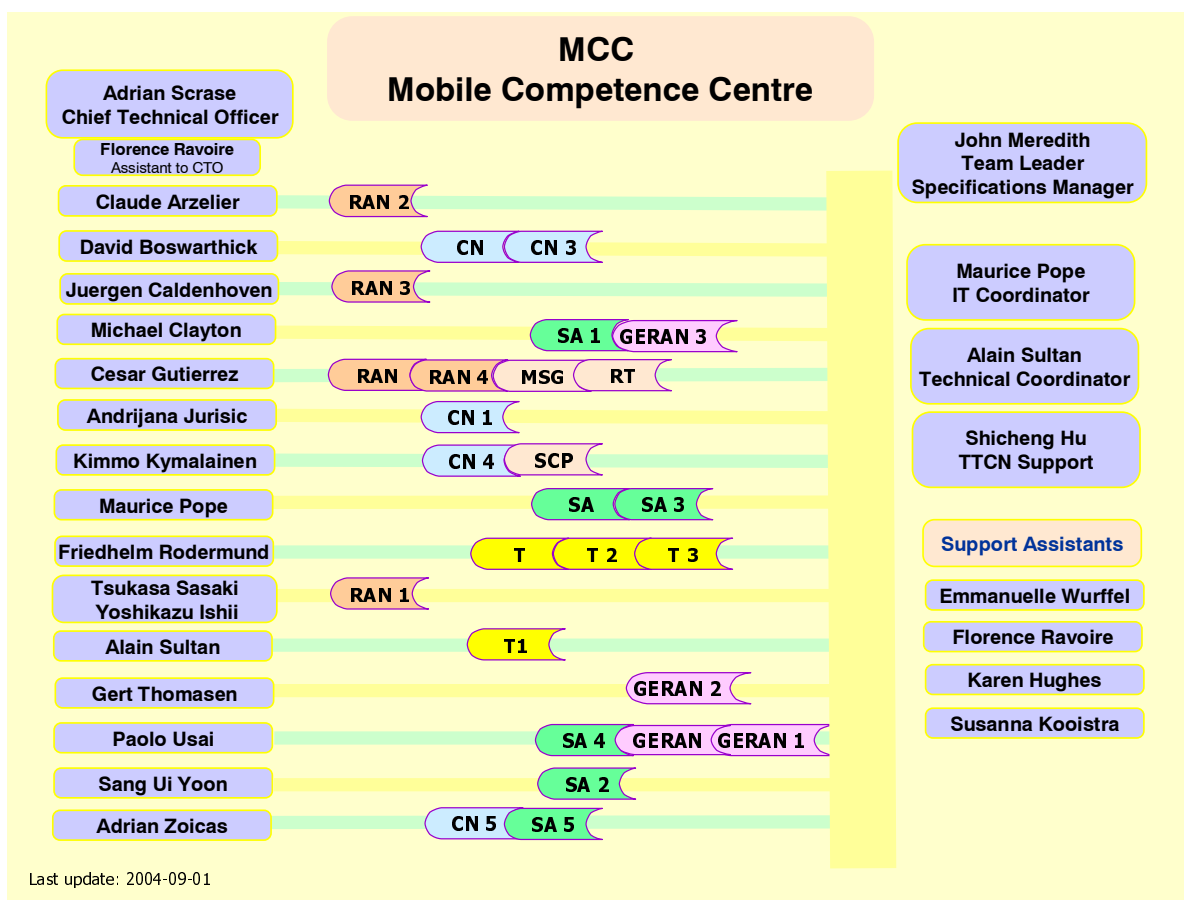 MCC
Mobile Competence Centre
Adrian Scrase
Chief Technical Officer
Florence Ravoire
Assistant to CTO
John Meredith
Team Leader
Specifications Manager
Claude Arzelier RAN 2
David Boswarthick CN CN 3
Juergen Caldenhoven RAN 3
Michael Clayton SA 1 GERAN 3
Cesar Gutierrez RAN RAN 4 MSG RT
Andrijana Jurisic CN 1
Kimmo Kymalainen CN 4 SCP
Maurice Pope SA SA 3
Friedhelm Rodermund T T 2 T 3
Tsukasa Sasaki
Yoshikazu Ishii
RAN 1
Alain Sultan T1
Gert Thomasen GERAN 2
Paolo Usai SA 4 GERAN GERAN 1
Sang Ui Yoon SA 2
Adrian Zoicas CN 5 SA 5
Maurice Pope
IT Coordinator
Alain Sultan
Technical Coordinator
Shicheng Hu
TTCN Support
Support Assistants
Emmanuelle Wurffel
Florence Ravoire
Karen Hughes
Susanna Kooistra
Last update: 2004-09-01